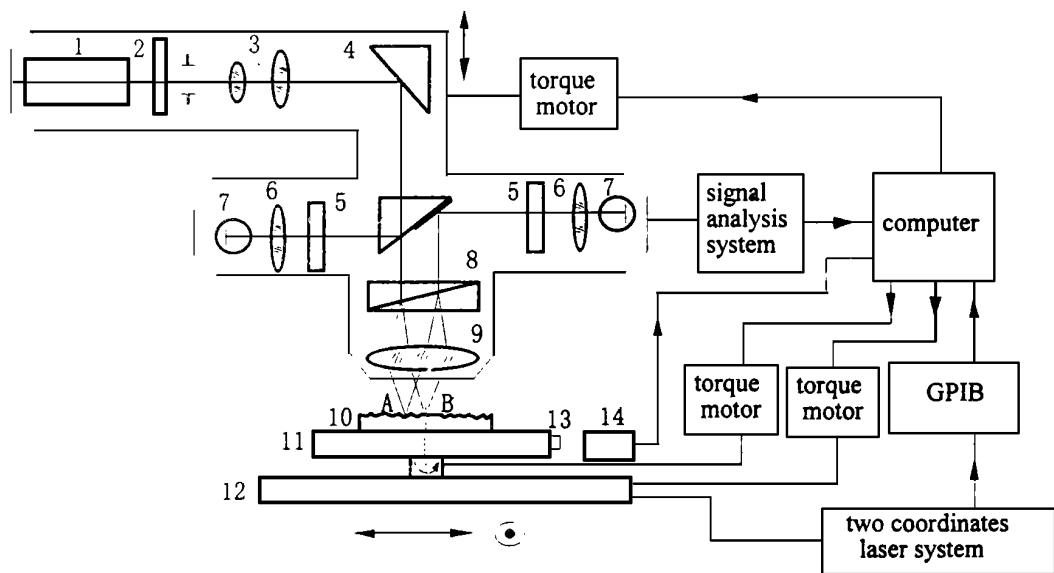 1
2
3
4
torque
motor
7
6
5
5
6
7
signal
analysis
system
computer
8
9
torque
motor
torque
motor
GPIB
A
B
10
11
13
14
12
two coordinates
laser system